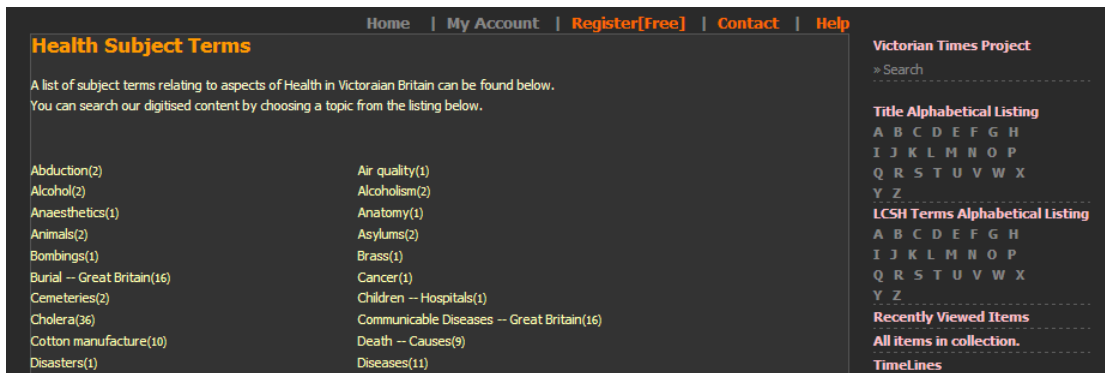 Home | My Account | Register[Free] | Contact | Help
Health Subject Terms
A list of subject terms relating to aspects of Health in Victoraian Britain can be found below.
You can search our digitised content by choosing a topic from the listing below.
Abduction(2) Air quality(1)
Alcohol(2) Alcoholism(2)
Anaesthetics(1) Anatomy(1)
Animals(2) Asylums(2)
Bombings(1) Brass(1)
Burial -- Great Britain(16) Cancer(1)
Cemeteries(2) Children -- Hospitals(1)
Cholera(36) Communicable Diseases -- Great Britain(16)
Cotton manufacture(10) Death -- Causes(9)
Disasters(1) Diseases(11)
Victorian Times Project
» Search
Title Alphabetical Listing
A B C D E F G H
I J K L M N O P
Q R S T U V W X
Y Z
LCSH Terms Alphabetical Listing
A B C D E F G H
I J K L M N O P
Q R S T U V W X
Y Z
Recently Viewed Items
All items in collection.
TimeLines